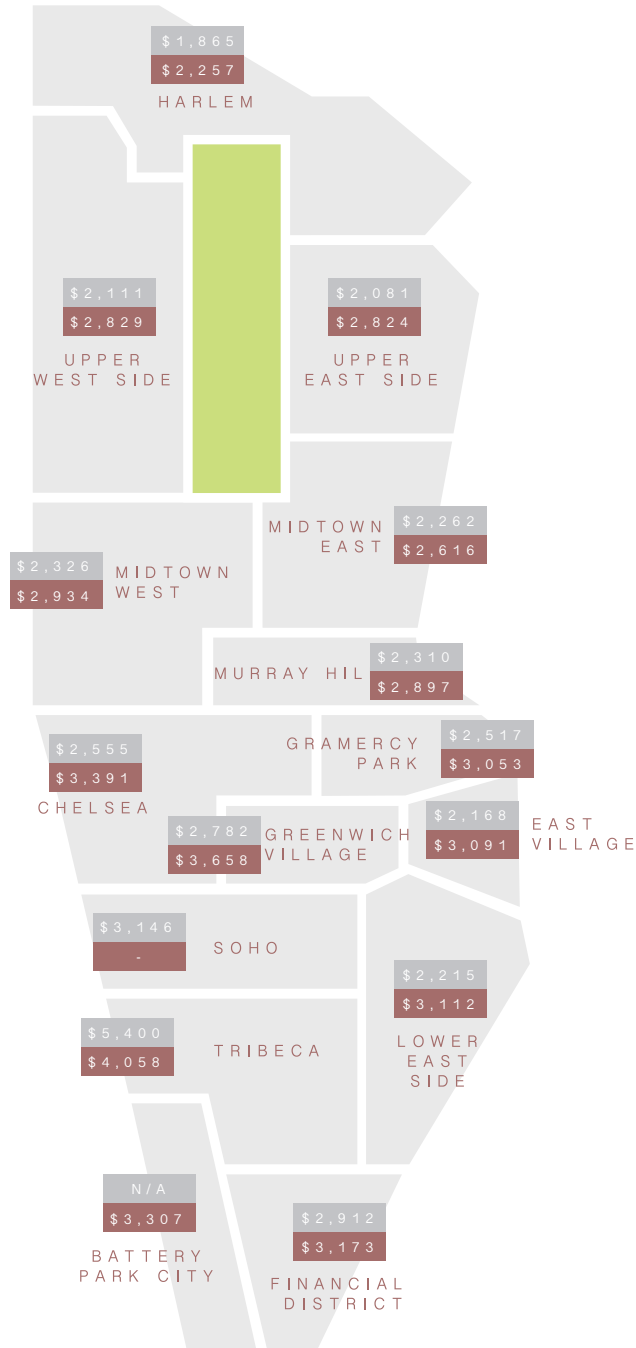 $1,865
$2,257
HARLEM
$2,111
$2,829
UPPER
WEST SIDE
$2,081
$2,824
UPPER
EAST SIDE
MIDTOWN
EAST
$2,262
$2,616
$2,326
$2,934
MIDTOWN
WEST
MURRAY HIL
$2,310
$2,897
$2,555
$3,391
CHELSEA
GRAMERCY
PARK
$2,517
$3,053
$2,782
$3,658
GREENWICH
VILLAGE
$2,168
$3,091
EAST
VILLAGE
$3,146
-
SOHO
$2,215
$3,112
LOWER
EAST
SIDE
$5,400
$4,058
TRIBECA
N/A
$3,307
BATTERY
PARK CITY
$2,912
$3,173
FINANCIAL
DISTRICT